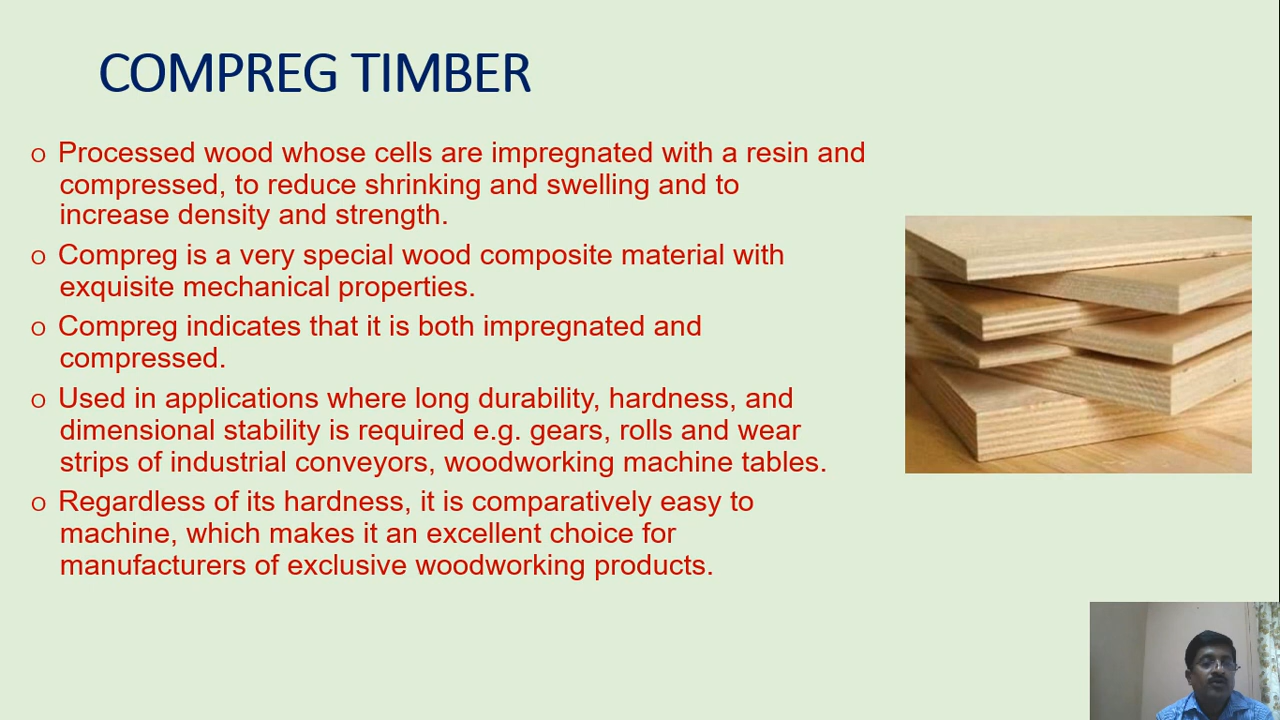 COMPREG TIMBER
o Processed wood whose cells are impregnated with a resin and
compressed, to reduce shrinking and swelling and to
increase density and strength.
o Compreg is a very special wood composite material with
exquisite mechanical properties.
o Compreg indicates that it is both impregnated and
compressed.
o Used in applications where long durability, hardness, and
dimensional stability is required e.g. gears, rolls and wear
strips of industrial conveyors, woodworking machine tables.
o Regardless of its hardness, it is comparatively easy to
machine, which makes it an excellent choice for
manufacturers of exclusive woodworking products.